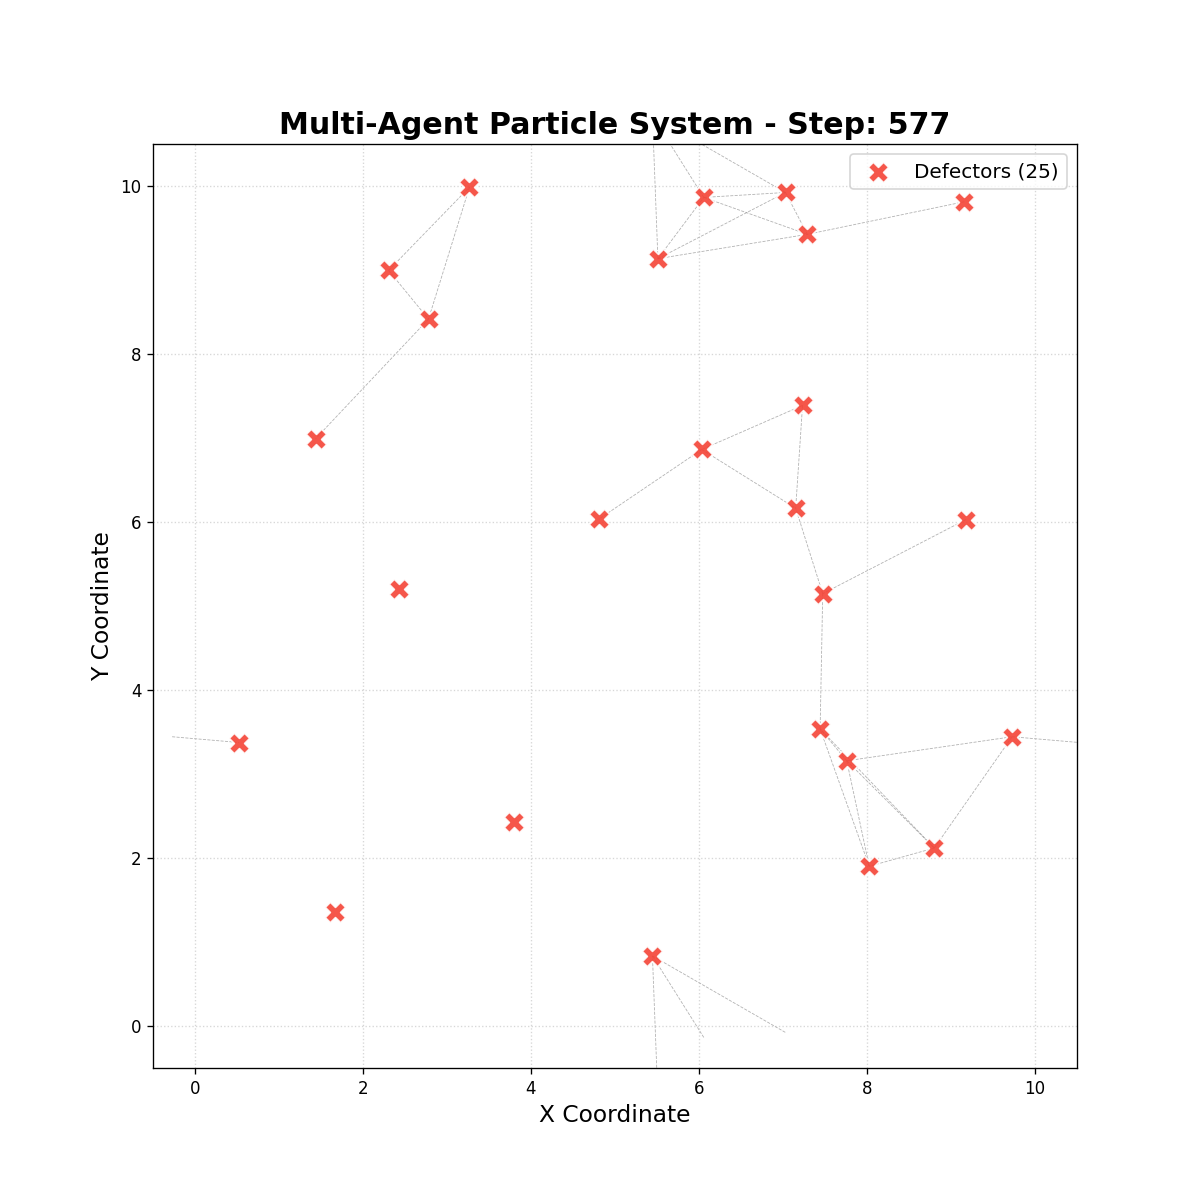 Multi-Agent Particle System - Step: 577
Defectors (25)
10
8
6
4
2
0
Y Coordinate
0 2 4 6 8 10
X Coordinate